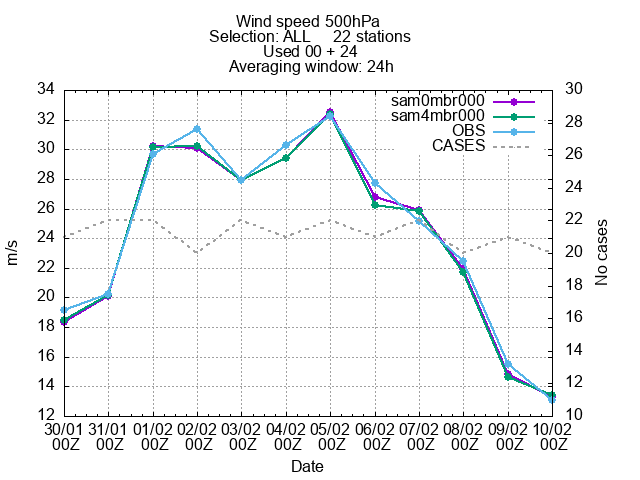 Wind speed 500hPa
Selection: ALL 22 stations
Used 00 + 24
Averaging window: 24h
sam0mbr000
sam4mbr000
OBS
CASES
34
32
30
28
26
24
22
20
18
16
14
12
m/s
30
28
26
24
22
20
18
16
14
12
10
No cases
30/01 31/01 01/02 02/02 03/02 04/02 05/02 06/02 07/02 08/02 09/02 10/02
00Z 00Z 00Z 00Z 00Z 00Z 00Z 00Z 00Z 00Z 00Z 00Z
Date